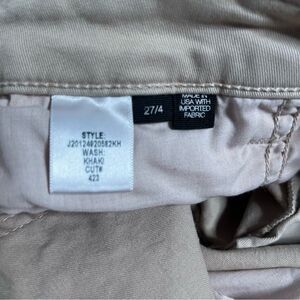 STYLE:
J20124#20582KH
WASH:
KHAKI
CUT#
423
27/4
MADE IN
USA WITH
IMPORTED
FABRIC